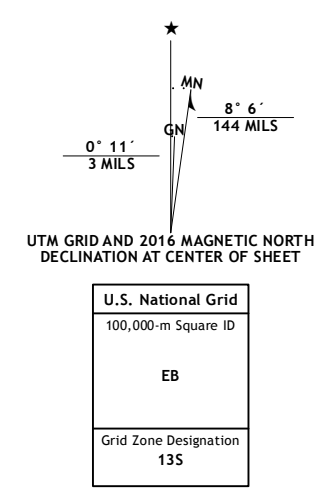 MN
GN
8° 6´
144 MILS
0° 11´
3 MILS
UTM GRID AND 2016 MAGNETIC NORTH
DECLINATION AT CENTER OF SHEET
U.S. National Grid
100,000-m Square ID
EB
Grid Zone Designation
13S